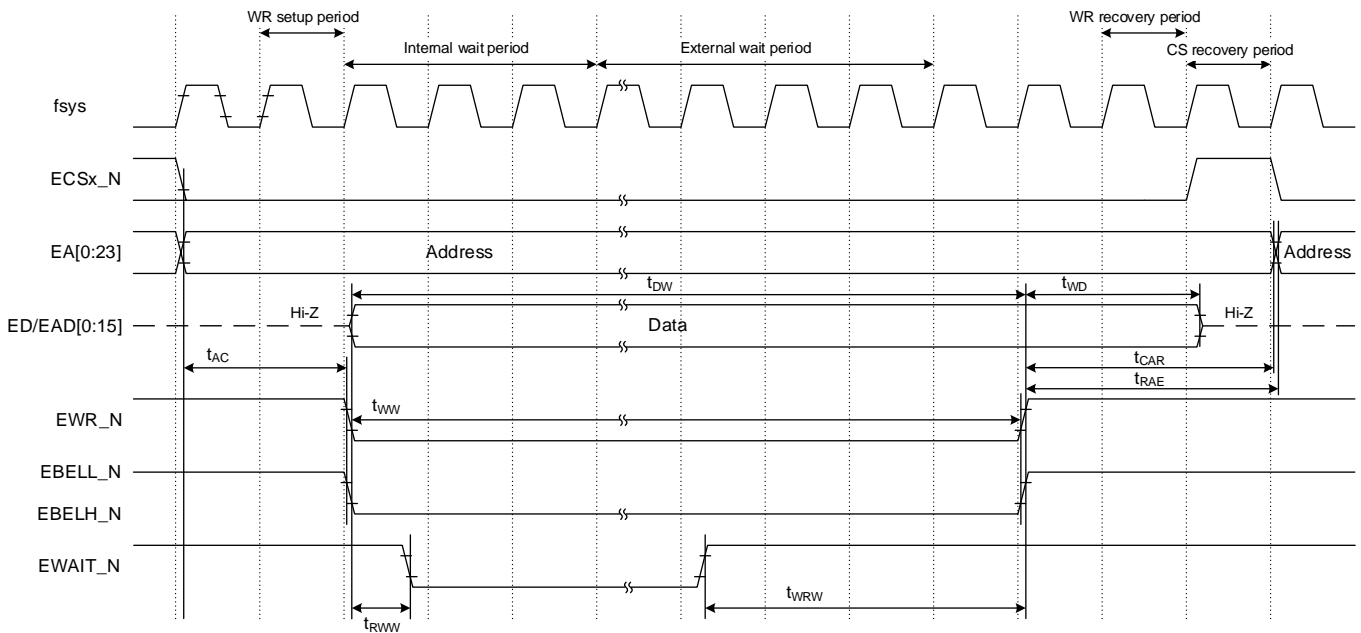 WR setup period
WR recovery period
Internal wait period
External wait period
CS recovery period
fsys
ECSx_N
EA[0:23]
Address
Address
tDW
tWD
ED/EAD[0:15]
Hi-Z
Data
Hi-Z
tAC
tCAR
tRAE
EWR_N
tWW
EBELL_N
EBELH_N
EWAIT_N
tRWW
tWRW